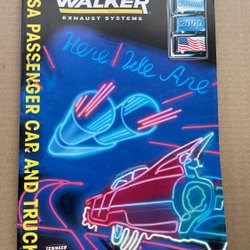 WALKER
EXHAUST SYSTEMS
2000
Here We Are
USA PASSENGER CAR AND TRUCK
TENNECO